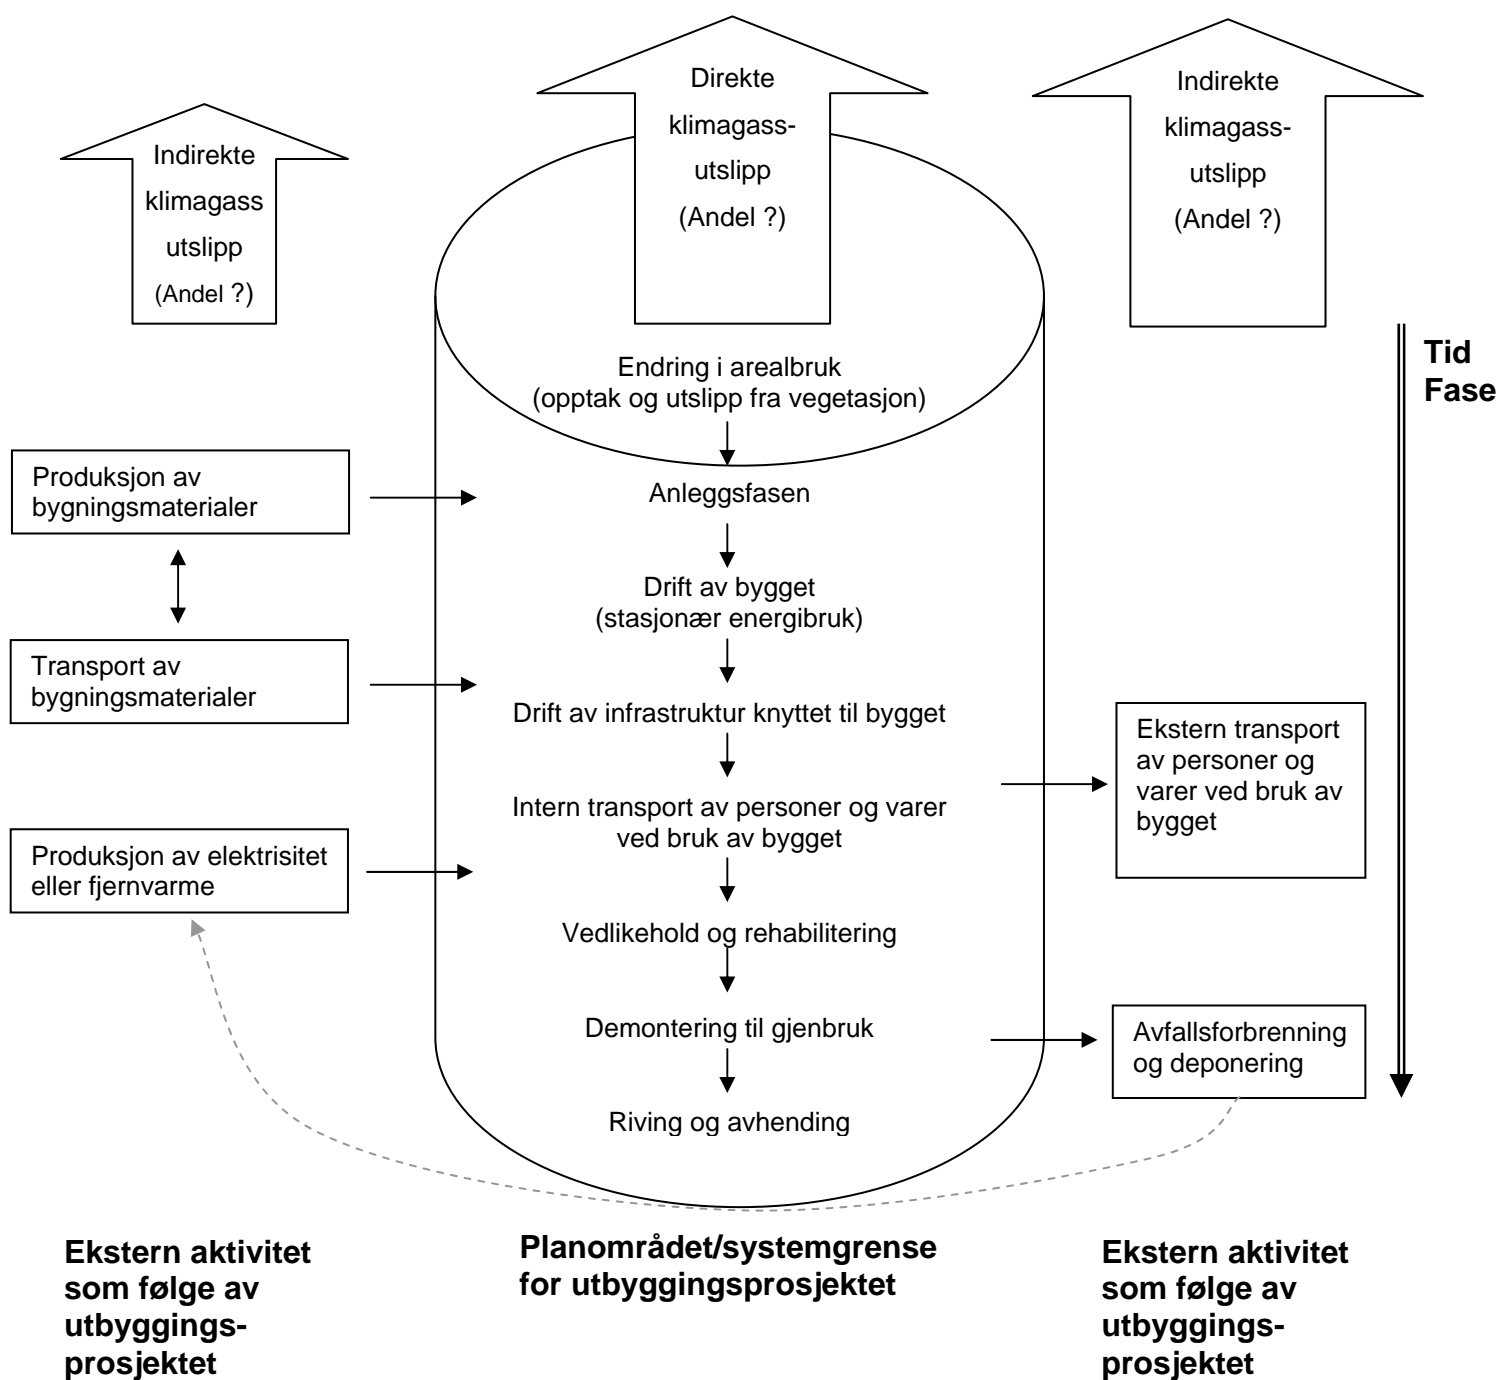 Indirekte
klimagass
utslipp
(Andel ?)
Direkte
klimagass-
utslipp
(Andel ?)
Indirekte
klimagass-
utslipp
(Andel ?)
Tid
Fase
Endring i arealbruk
(opptak og utslipp fra vegetasjon)
Anleggsfasen
Drift av bygget
(stasjonær energibruk)
Drift av infrastruktur knyttet til bygget
Intern transport av personer og varer
ved bruk av bygget
Vedlikehold og rehabilitering
Demontering til gjenbruk
Riving og avhending
Produksjon av
bygningsmaterialer
Transport av
bygningsmaterialer
Produksjon av elektrisitet
eller fjernvarme
Ekstern transport
av personer og
varer ved bruk av
bygget
Avfallsforbrenning
og deponering
Ekstern aktivitet
som følge av
utbyggings-
prosjektet
Planområdet/systemgrense
for utbyggingsprosjektet
Ekstern aktivitet
som følge av
utbyggings-
prosjektet